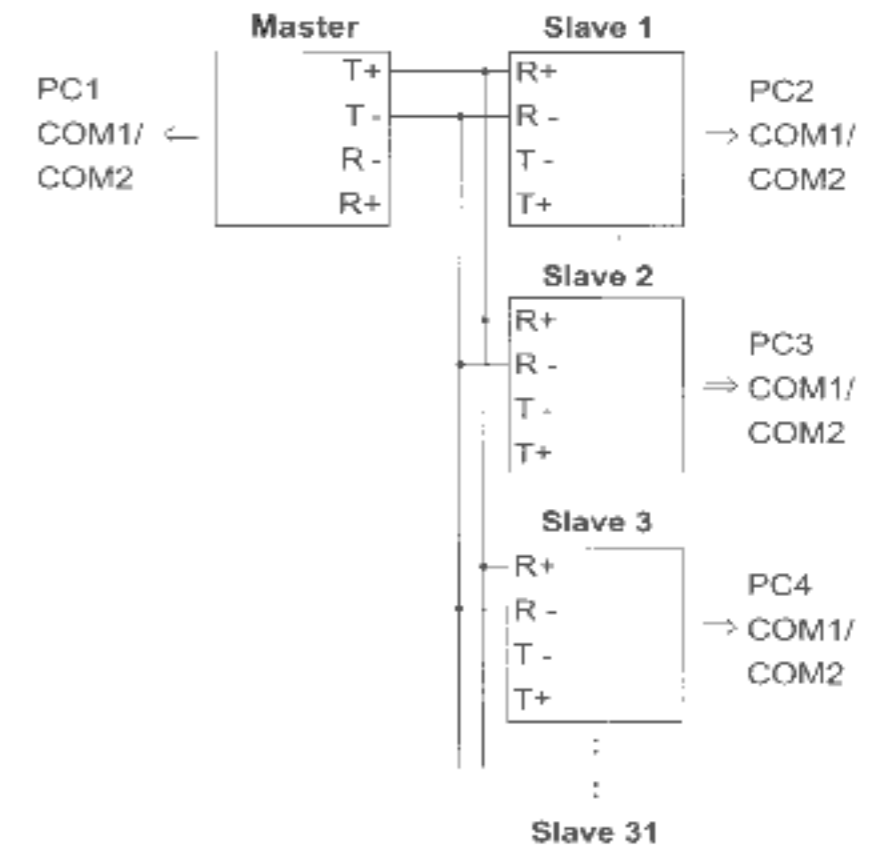 Master
Slave 1
PC1
COM1/
COM2
T+
T -
R -
R+
R+
R -
T -
T+
PC2
COM1/
COM2
Slave 2
R+
R -
T -
T+
PC3
COM1/
COM2
Slave 3
R+
R -
T -
T+
PC4
COM1/
COM2
:
:
Slave 31